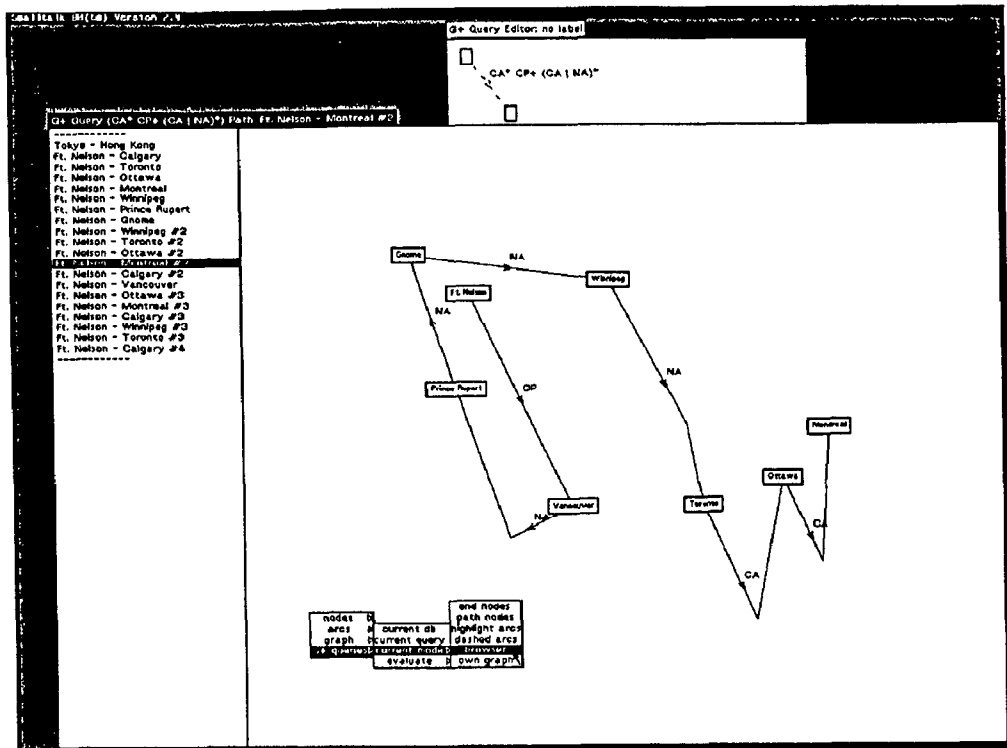 Smalltalk 80(tm) Version 2.
G+ Query Editor: no label
CA* CP+ (CA | NA)*
G+ Query (CA* CP+ (CA | NA)*) Path Ft. Nelson - Montreal #2
------------
Tokyo - Hong Kong
Ft. Nelson - Calgary
Ft. Nelson - Toronto
Ft. Nelson - Ottawa
Ft. Nelson - Montreal
Ft. Nelson - Winnipeg
Ft. Nelson - Prince Rupert
Ft. Nelson - Gnome
Ft. Nelson - Winnipeg #2
Ft. Nelson - Toronto #2
Ft. Nelson - Ottawa #2
Ft. Nelson - Montreal #2
Ft. Nelson - Calgary #2
Ft. Nelson - Vancouver
Ft. Nelson - Ottawa #3
Ft. Nelson - Montreal #3
Ft. Nelson - Calgary #3
Ft. Nelson - Winnipeg #3
Ft. Nelson - Toronto #3
Ft. Nelson - Calgary #4
------------
Gnome
NA
Winnipeg
Ft. Nelson
NA
NA
Prince Rupert
CP
Montreal
Ottawa
Vancouver
NA
Toronto
CA
CA
nodes
arcs
graph
queries
current db
current query
current node
evaluate
end nodes
path nodes
highlight arcs
dashed arcs
browser
own graph